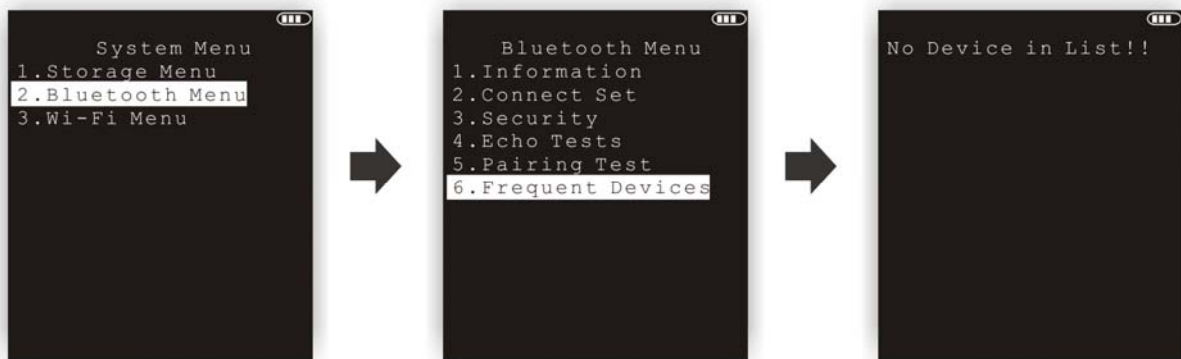 System Menu
1.Storage Menu
2.Bluetooth Menu
3.Wi-Fi Menu
Bluetooth Menu
1.Information
2.Connect Set
3.Security
4.Echo Tests
5.Pairing Test
6.Frequent Devices
No Device in List!!